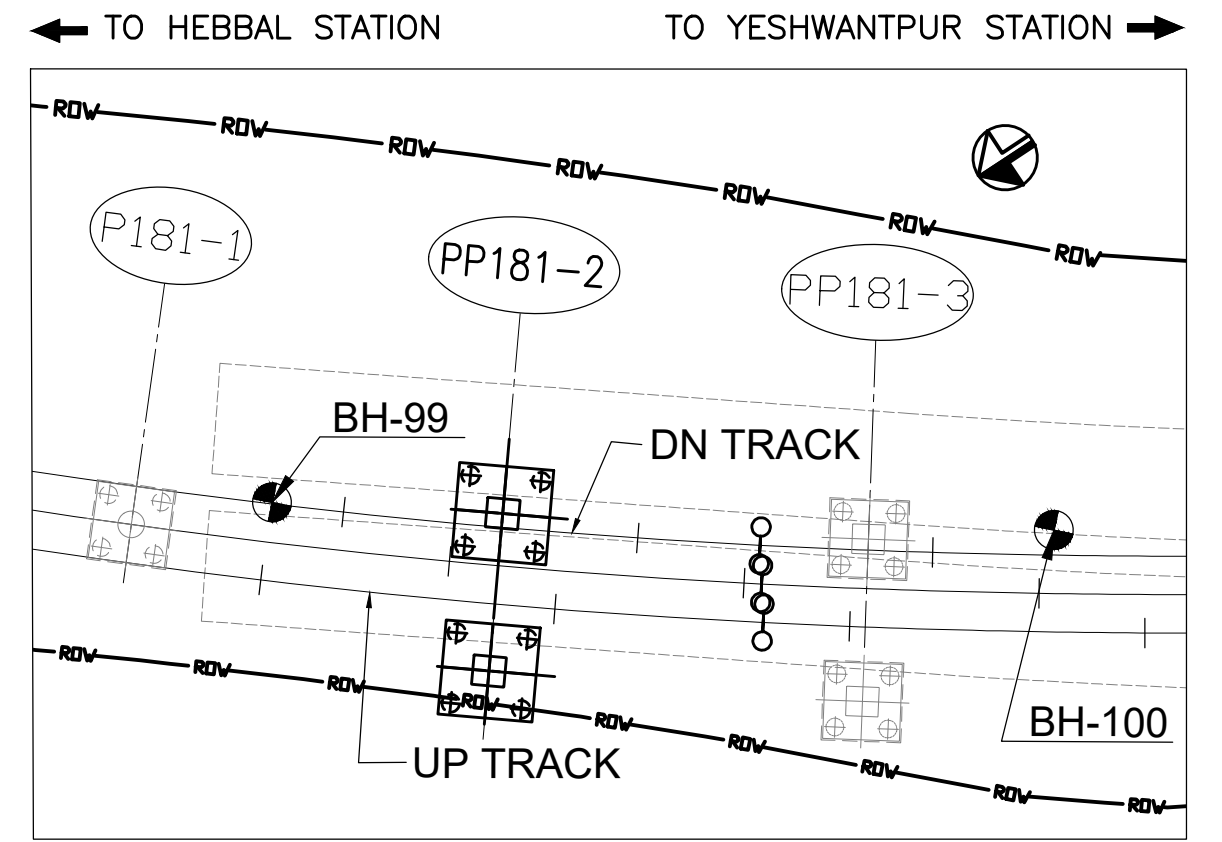 TO HEBBAL STATION
TO YESHWANTPUR STATION
ROW
ROW
ROW
ROW
ROW
ROW
ROW
P181-1
PP181-2
PP181-3
BH-99
DN TRACK
ROW
ROW
ROW
ROW
ROW
ROW
ROW
ROW
ROW
BH-100
UP TRACK